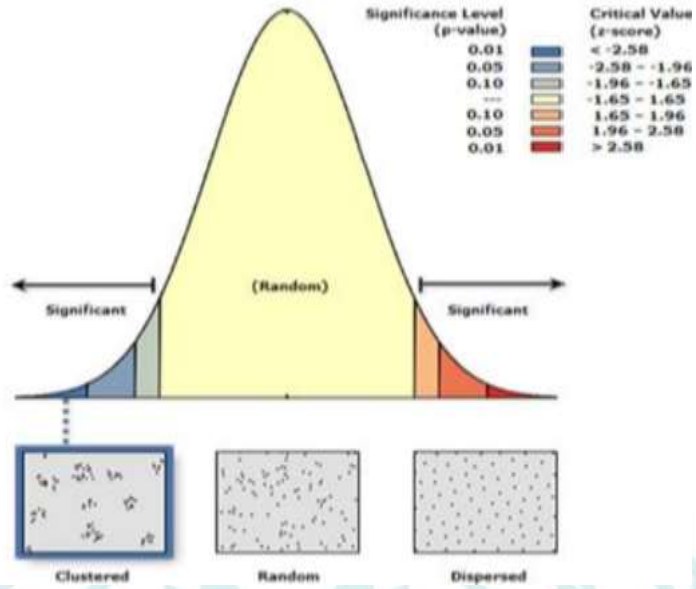 Significance Level Critical Value
(p-value) (z-score)
0.01 < -2.58
0.05 -2.58 – -1.96
0.10 -1.96 – -1.65
--- -1.65 – 1.65
0.10 1.65 – 1.96
0.05 1.96 – 2.58
0.01 > 2.58
(Random)
Significant Significant
Clustered Random Dispersed